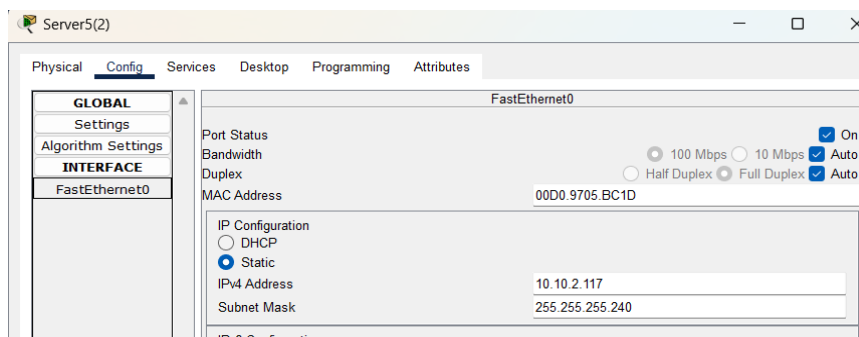 Server5(2)
Physical Config Services Desktop Programming Attributes
GLOBAL
Settings
Algorithm Settings
INTERFACE
FastEthernet0
FastEthernet0
Port Status On
Bandwidth 100 Mbps 10 Mbps Auto
Duplex Half Duplex Full Duplex Auto
MAC Address 00D0.9705.BC1D
IP Configuration
DHCP
Static
IPv4 Address 10.10.2.117
Subnet Mask 255.255.255.240